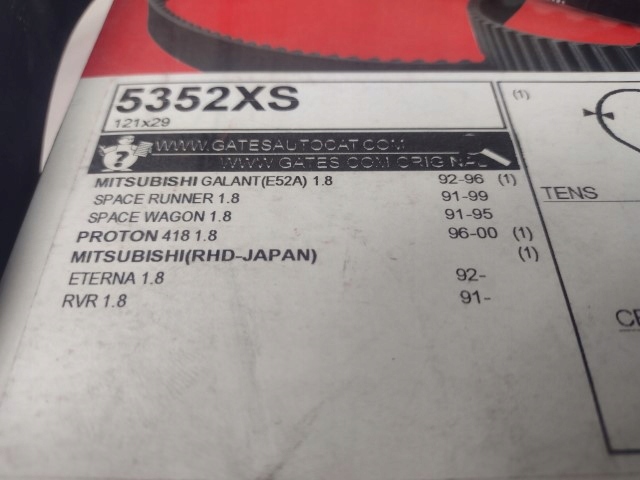 5352XS
121x29
(1)
WWW.GATESAUTOCAT.COM
WWW.GATES.COM ORIGINAL
MITSUBISHI GALANT(E52A) 1.8 92-96 (1)
SPACE RUNNER 1.8 91-99
SPACE WAGON 1.8 91-95
PROTON 418 1.8 96-00 (1)
MITSUBISHI(RHD-JAPAN) (1)
ETERNA 1.8 92-
RVR 1.8 91-
TENS